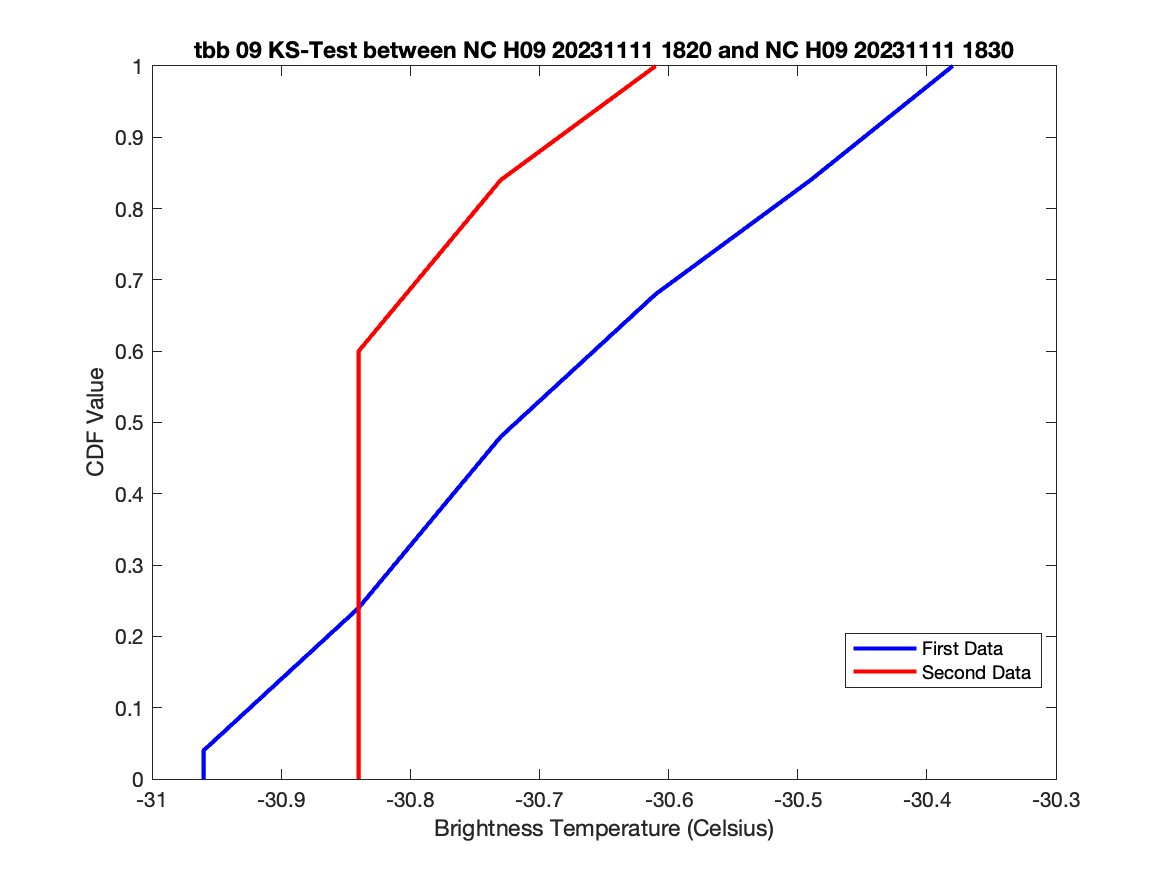 tbb 09 KS-Test between NC H09 20231111 1820 and NC H09 20231111 1830
1
0.9
0.8
0.7
0.6
0.5
0.4
0.3
0.2
0.1
0
CDF Value
First Data
Second Data
-31 -30.9 -30.8 -30.7 -30.6 -30.5 -30.4 -30.3
Brightness Temperature (Celsius)